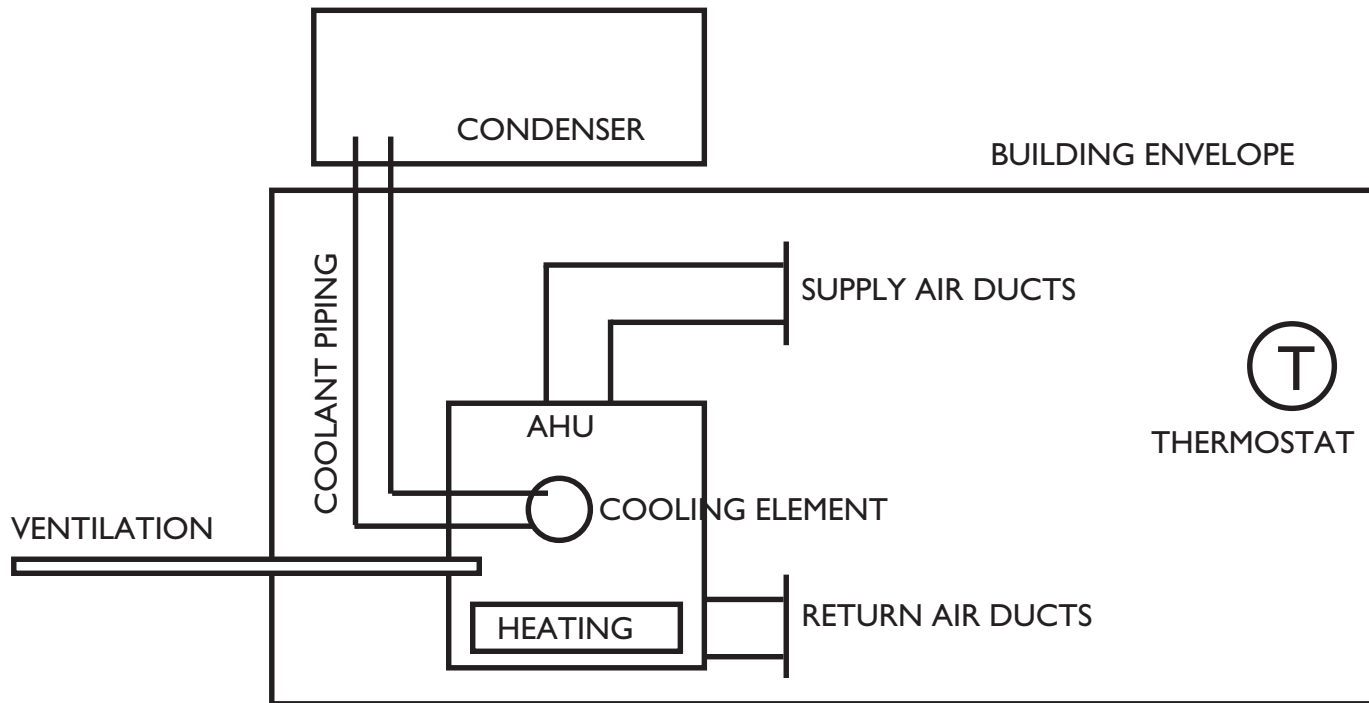 CONDENSER
BUILDING ENVELOPE
COOLANT PIPING
SUPPLY AIR DUCTS
T
THERMOSTAT
AHU
COOLING ELEMENT
VENTILATION
HEATING
RETURN AIR DUCTS